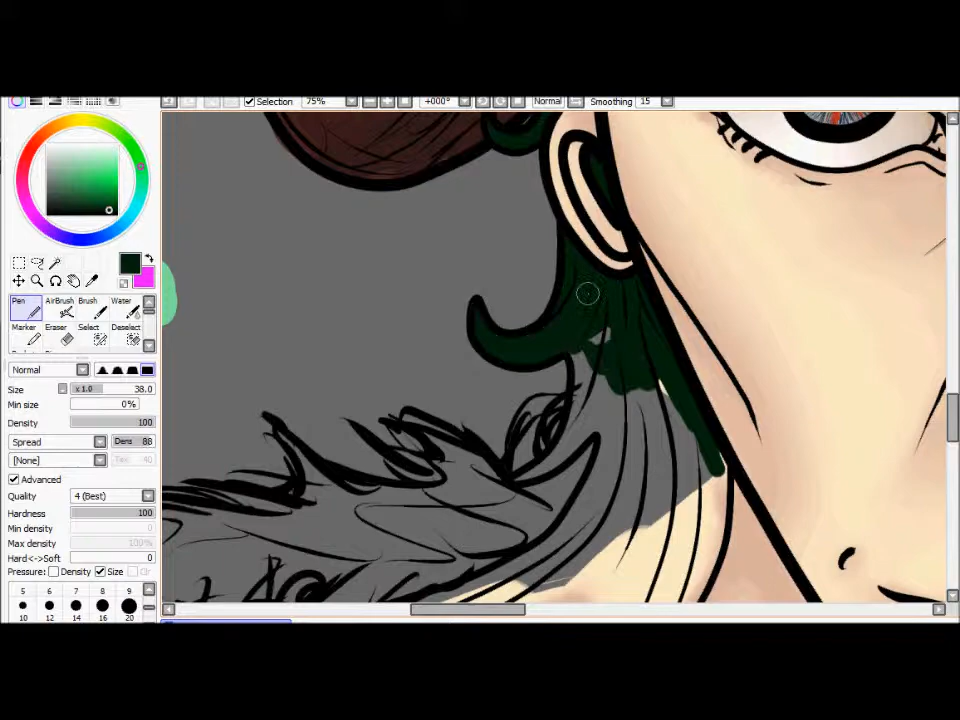 Selection 75% +000° Normal Smoothing 15
Pen AirBrush Brush Water
Marker Eraser Select Deselect
Normal
Size x 1.0 38.0
Min size 0%
Density 100
Spread Dens 88
[None] Tex 40
Advanced
Quality 4 (Best)
Hardness 100
Min density 0
Max density 100%
Hard<->Soft 0
Pressure: Density Size Clr
5 6 7 8 9
10 12 14 16 20